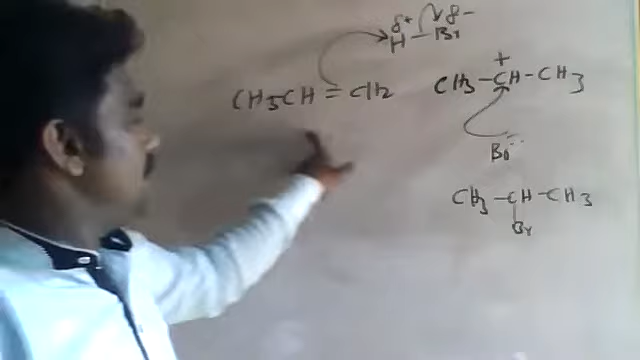 δ+ δ-
H - Br
CH3CH = CH2
+
CH3 - CH - CH3
Br
CH3 - CH - CH3
Br